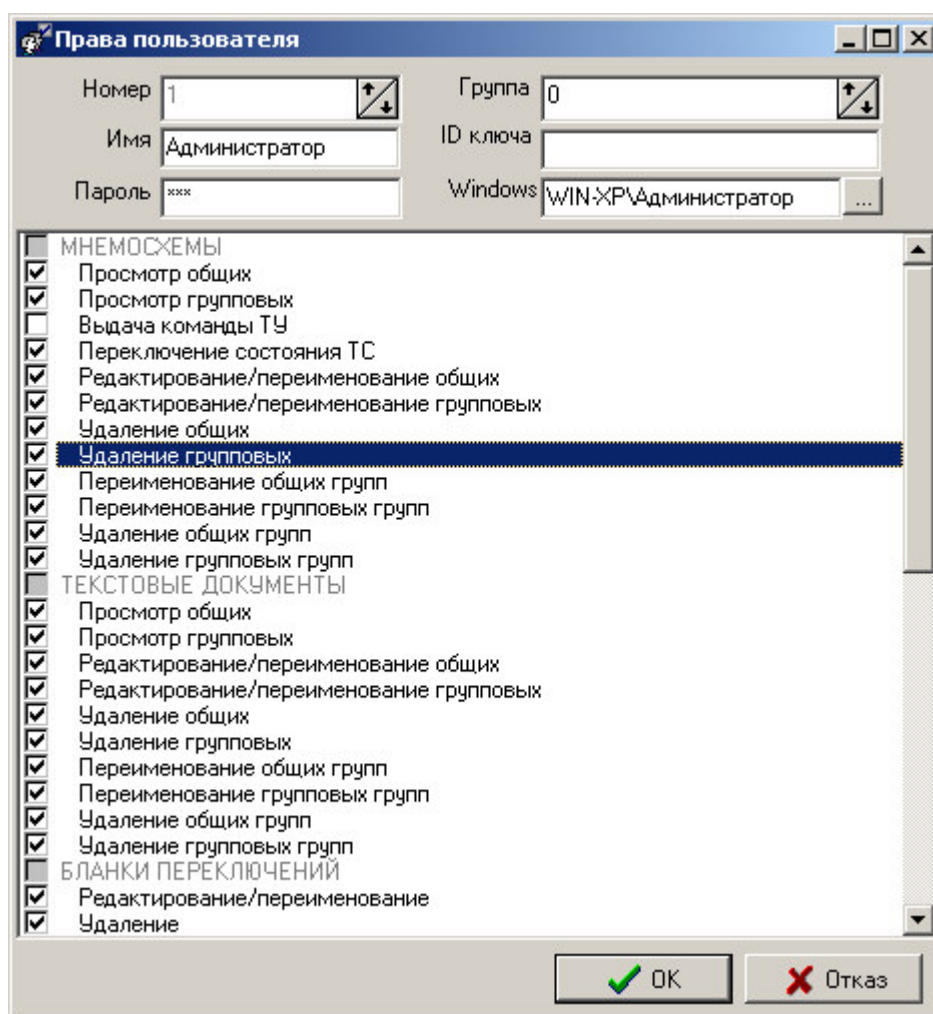 Права пользователя
Номер 1 Группа 0
Имя Администратор ID ключа
Пароль xxx Windows WIN-XP\Администратор ...
МНЕМОСХЕМЫ
Просмотр общих
Просмотр групповых
Выдача команды ТУ
Переключение состояния ТС
Редактирование/переименование общих
Редактирование/переименование групповых
Удаление общих
Удаление групповых
Переименование общих групп
Переименование групповых групп
Удаление общих групп
Удаление групповых групп
ТЕКСТОВЫЕ ДОКУМЕНТЫ
Просмотр общих
Просмотр групповых
Редактирование/переименование общих
Редактирование/переименование групповых
Удаление общих
Удаление групповых
Переименование общих групп
Переименование групповых групп
Удаление общих групп
Удаление групповых групп
БЛАНКИ ПЕРЕКЛЮЧЕНИЙ
Редактирование/переименование
Удаление
OK Отказ